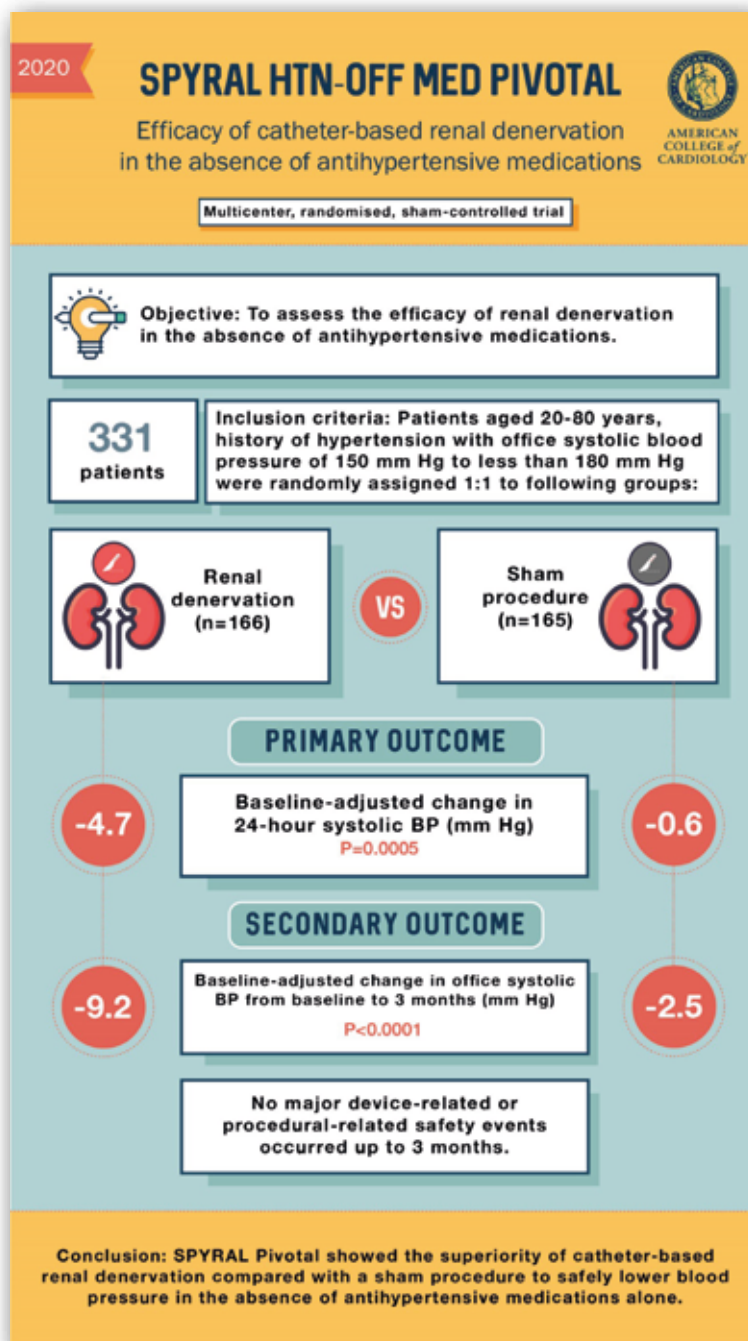 2020
SPYRAL HTN-OFF MED PIVOTAL
Efficacy of catheter-based renal denervation
in the absence of antihypertensive medications
AMERICAN COLLEGE of CARDIOLOGY
AMERICAN
COLLEGE of
CARDIOLOGY
Multicenter, randomised, sham-controlled trial
Objective: To assess the efficacy of renal denervation
in the absence of antihypertensive medications.
331
patients
Inclusion criteria: Patients aged 20-80 years,
history of hypertension with office systolic blood
pressure of 150 mm Hg to less than 180 mm Hg
were randomly assigned 1:1 to following groups:
Renal
denervation
(n=166)
VS
Sham
procedure
(n=165)
PRIMARY OUTCOME
-4.7
Baseline-adjusted change in
24-hour systolic BP (mm Hg)
P=0.0005
-0.6
SECONDARY OUTCOME
-9.2
Baseline-adjusted change in office systolic
BP from baseline to 3 months (mm Hg)
P<0.0001
-2.5
No major device-related or
procedural-related safety events
occurred up to 3 months.
Conclusion: SPYRAL Pivotal showed the superiority of catheter-based
renal denervation compared with a sham procedure to safely lower blood
pressure in the absence of antihypertensive medications alone.